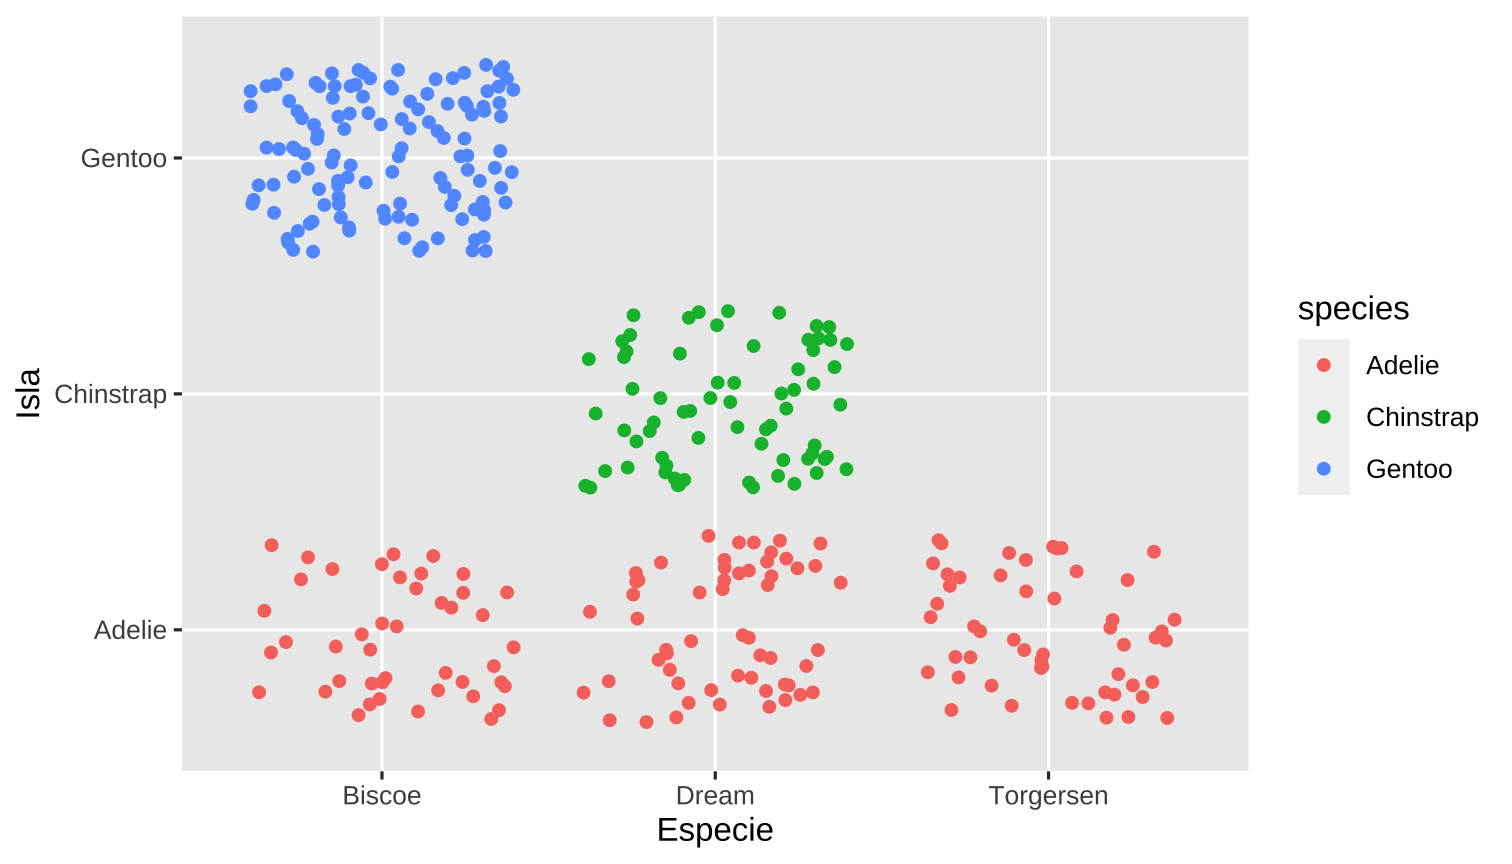 Gentoo
Chinstrap
Adelie
Isla
Biscoe
Dream
Torgersen
Especie
species
Adelie
Chinstrap
Gentoo